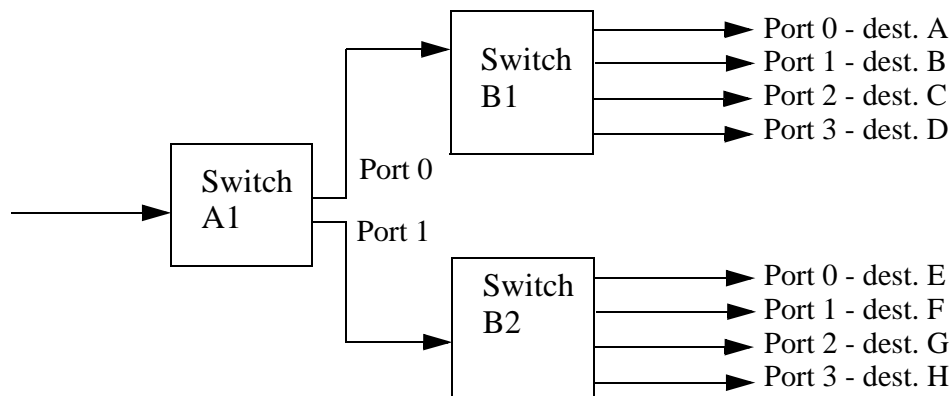 Switch
B1
Port 0 - dest. A
Port 1 - dest. B
Port 2 - dest. C
Port 3 - dest. D
Switch
A1
Port 0
Port 1
Switch
B2
Port 0 - dest. E
Port 1 - dest. F
Port 2 - dest. G
Port 3 - dest. H